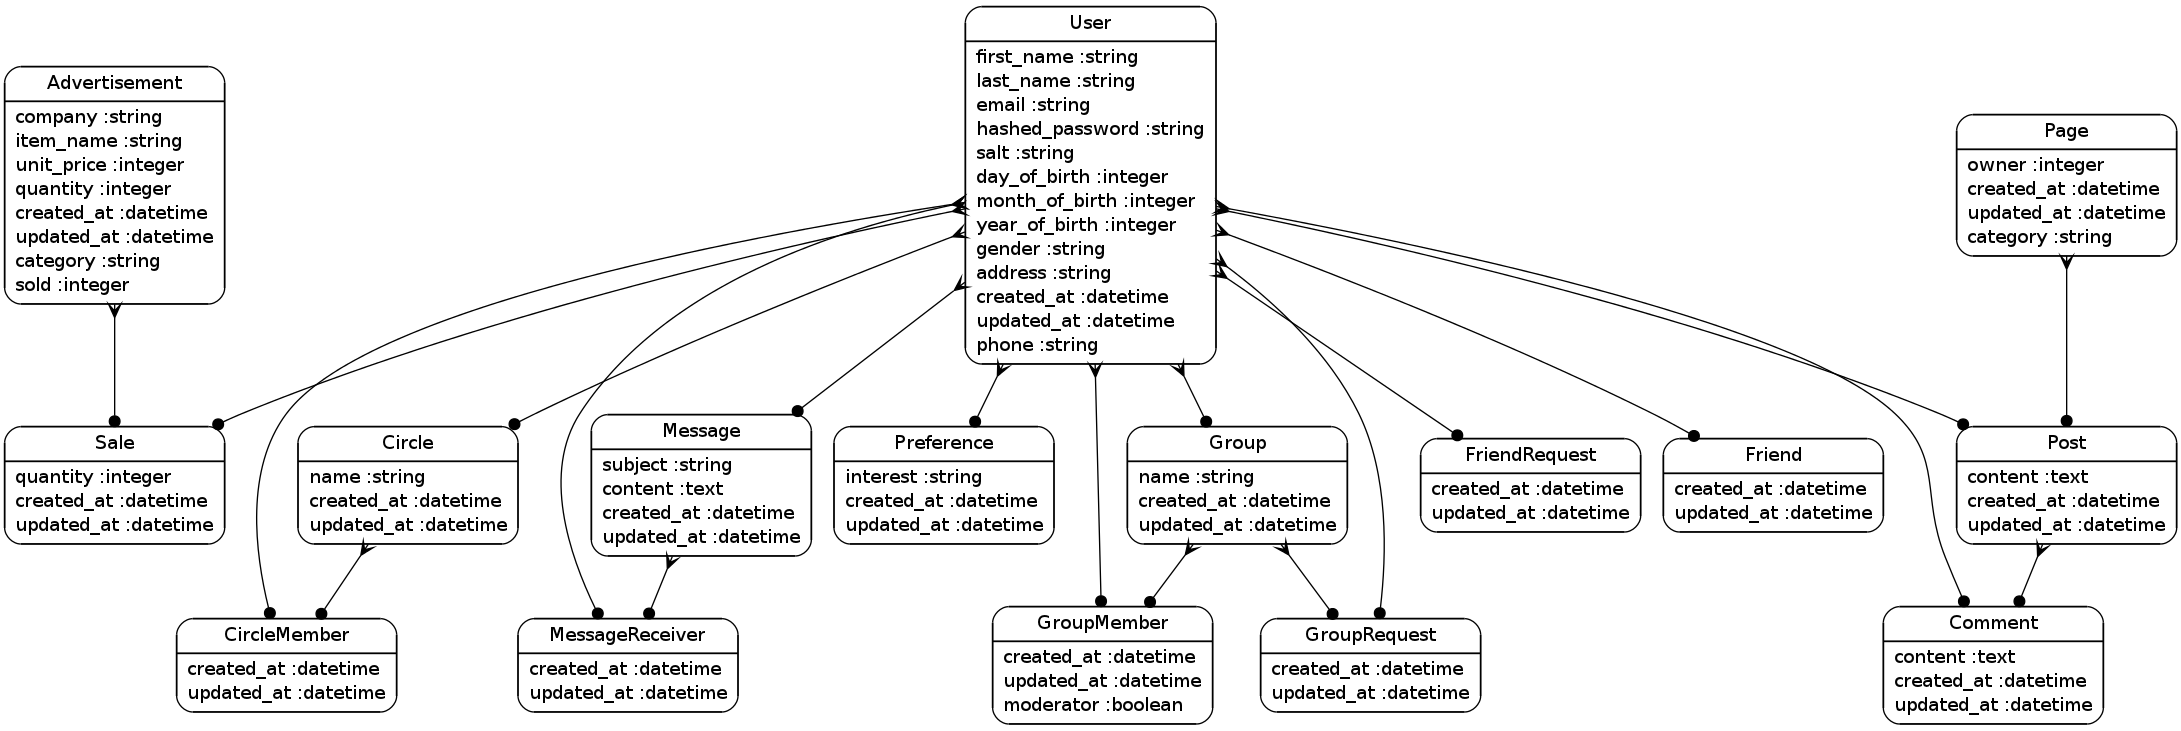 User
first_name :string
last_name :string
email :string
hashed_password :string
salt :string
day_of_birth :integer
month_of_birth :integer
year_of_birth :integer
gender :string
address :string
created_at :datetime
updated_at :datetime
phone :string
Advertisement
company :string
item_name :string
unit_price :integer
quantity :integer
created_at :datetime
updated_at :datetime
category :string
sold :integer
Page
owner :integer
created_at :datetime
updated_at :datetime
category :string
Sale
quantity :integer
created_at :datetime
updated_at :datetime
Circle
name :string
created_at :datetime
updated_at :datetime
Message
subject :string
content :text
created_at :datetime
updated_at :datetime
Preference
interest :string
created_at :datetime
updated_at :datetime
Group
name :string
created_at :datetime
updated_at :datetime
FriendRequest
created_at :datetime
updated_at :datetime
Friend
created_at :datetime
updated_at :datetime
Post
content :text
created_at :datetime
updated_at :datetime
CircleMember
created_at :datetime
updated_at :datetime
MessageReceiver
created_at :datetime
updated_at :datetime
GroupMember
created_at :datetime
updated_at :datetime
moderator :boolean
GroupRequest
created_at :datetime
updated_at :datetime
Comment
content :text
created_at :datetime
updated_at :datetime